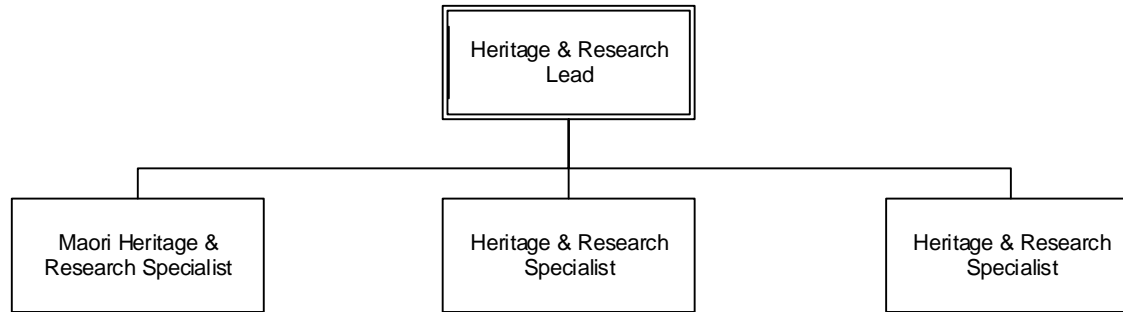 Heritage & Research
Lead
Maori Heritage &
Research Specialist
Heritage & Research
Specialist
Heritage & Research
Specialist